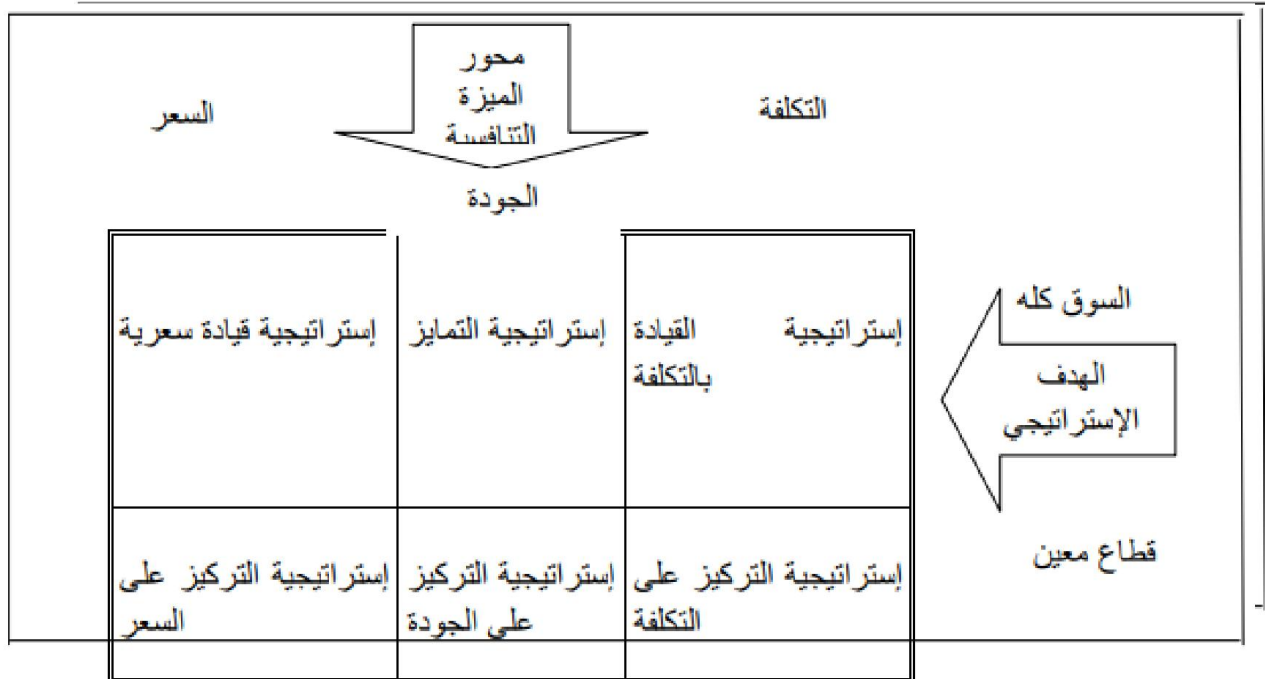 محور
الميزة
التنافسية
التكلفة
السعر
الجودة
السوق كله
الهدف
الإستراتيجي
قطاع معين
إستراتيجية القيادة
بالتكلفة
إستراتيجية التمايز
إستراتيجية قيادة سعرية
إستراتيجية التركيز على
التكلفة
إستراتيجية التركيز
على الجودة
إستراتيجية التركيز على
السعر